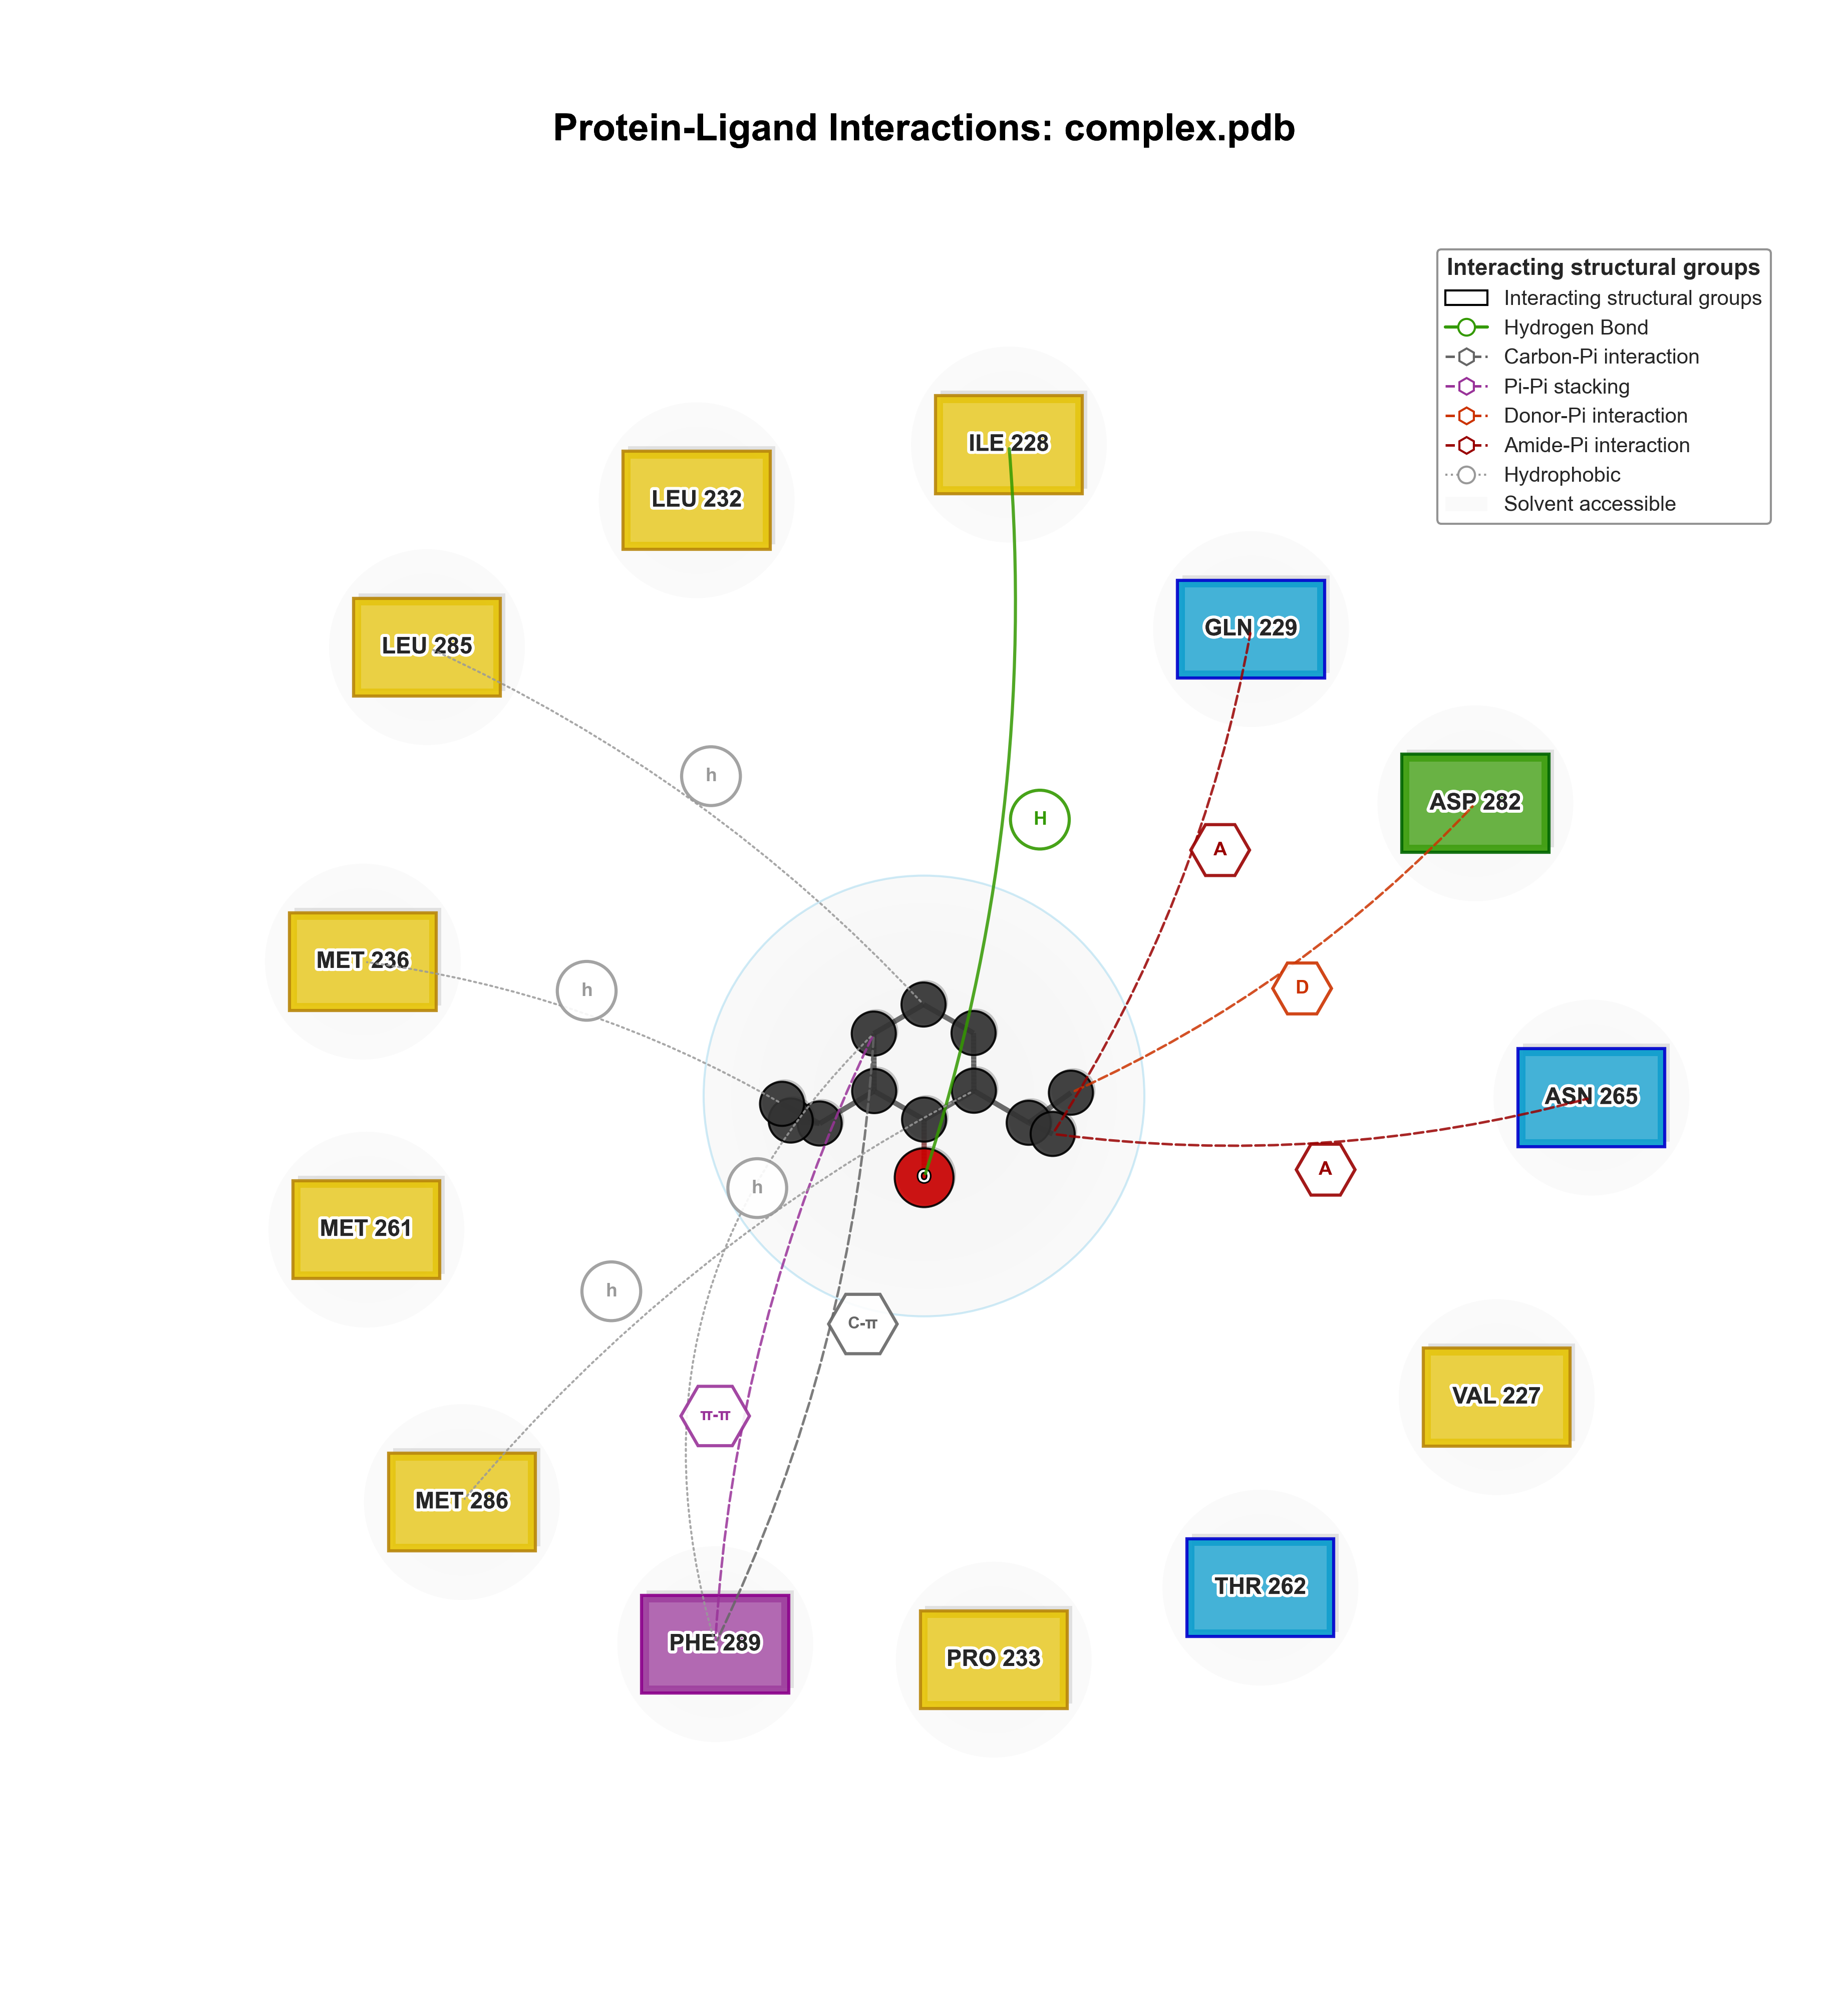 Protein-Ligand Interactions: complex.pdb
Interacting structural groups
Interacting structural groups
Hydrogen Bond
Carbon-Pi interaction
Pi-Pi stacking
Donor-Pi interaction
Amide-Pi interaction
Hydrophobic
Solvent accessible
ILE 228
LEU 232
GLN 229
LEU 285
h
ASP 282
H
A
MET 236
h
D
ASN 265
A
O
h
MET 261
h
C-π
VAL 227
π-π
MET 286
THR 262
PHE 289
PRO 233